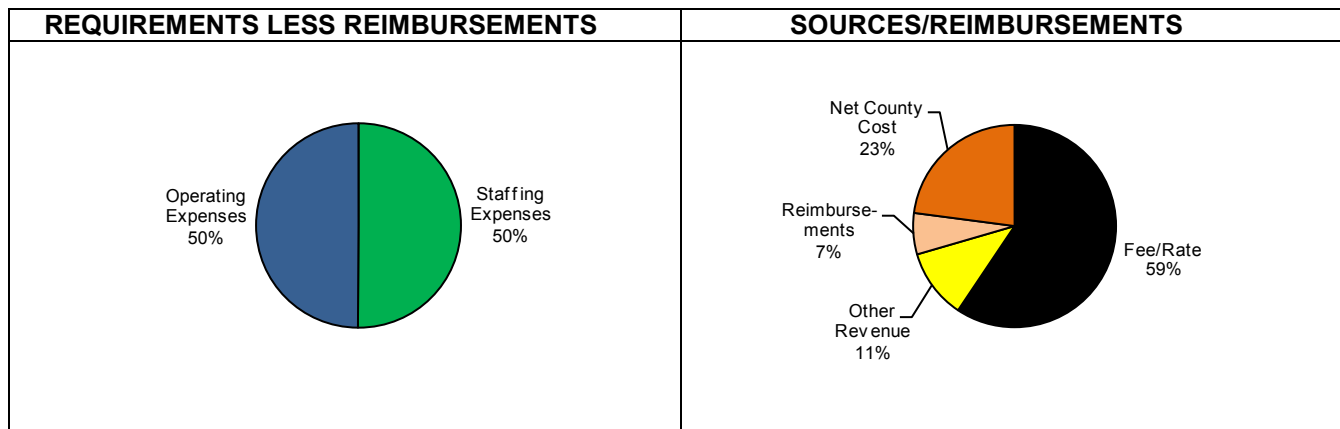 REQUIREMENTS LESS REIMBURSEMENTS
SOURCES/REIMBURSEMENTS
Operating
Expenses
50%
Staffing
Expenses
50%
Net County
Cost
23%
Reimburse-
ments
7%
Other
Revenue
11%
Fee/Rate
59%